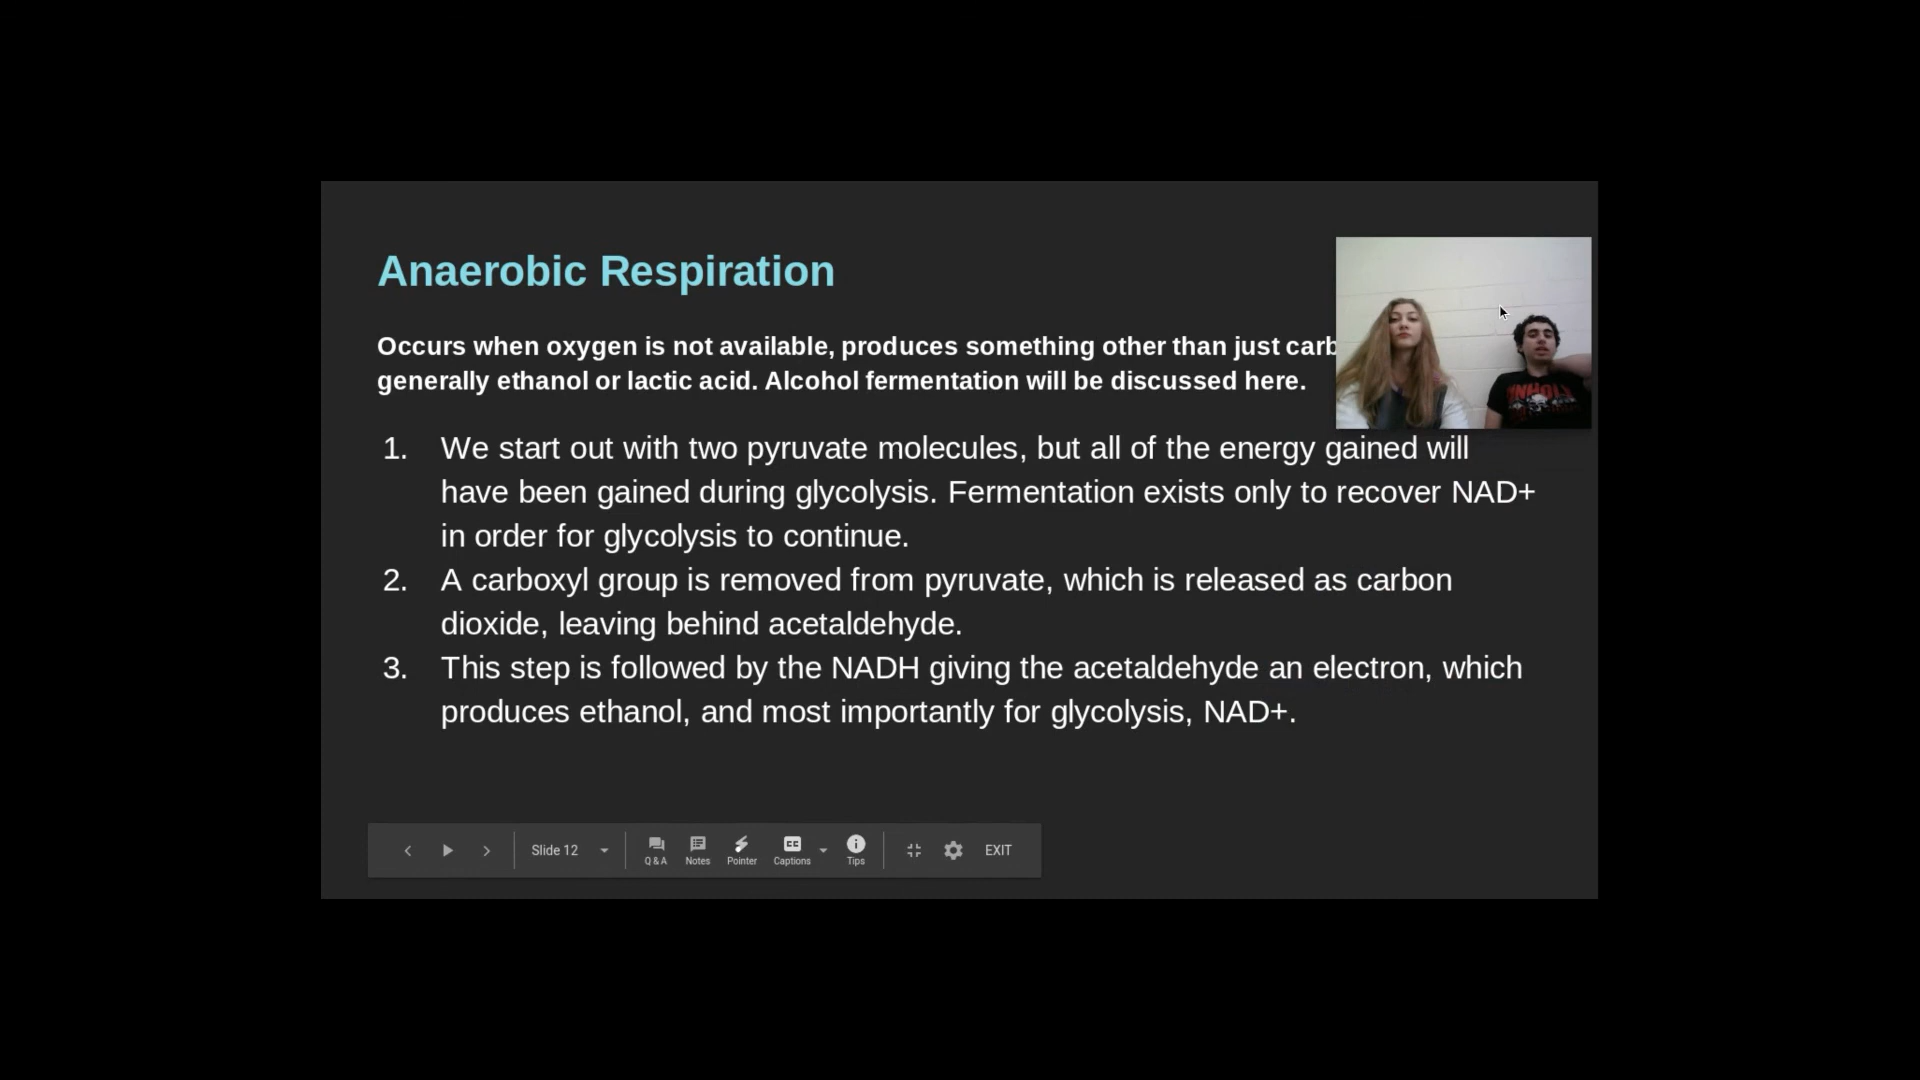 Anaerobic Respiration
Occurs when oxygen is not available, produces something other than just
generally ethanol or lactic acid. Alcohol fermentation will be discussed here.
1. We start out with two pyruvate molecules, but all of the energy gained will
have been gained during glycolysis. Fermentation exists only to recover NAD+
in order for glycolysis to continue.
2. A carboxyl group is removed from pyruvate, which is released as carbon
dioxide, leaving behind acetaldehyde.
3. This step is followed by the NADH giving the acetaldehyde an electron, which
produces ethanol, and most importantly for glycolysis, NAD+.
Slide 12
Q & A Notes Pointer Captions Tips
EXIT